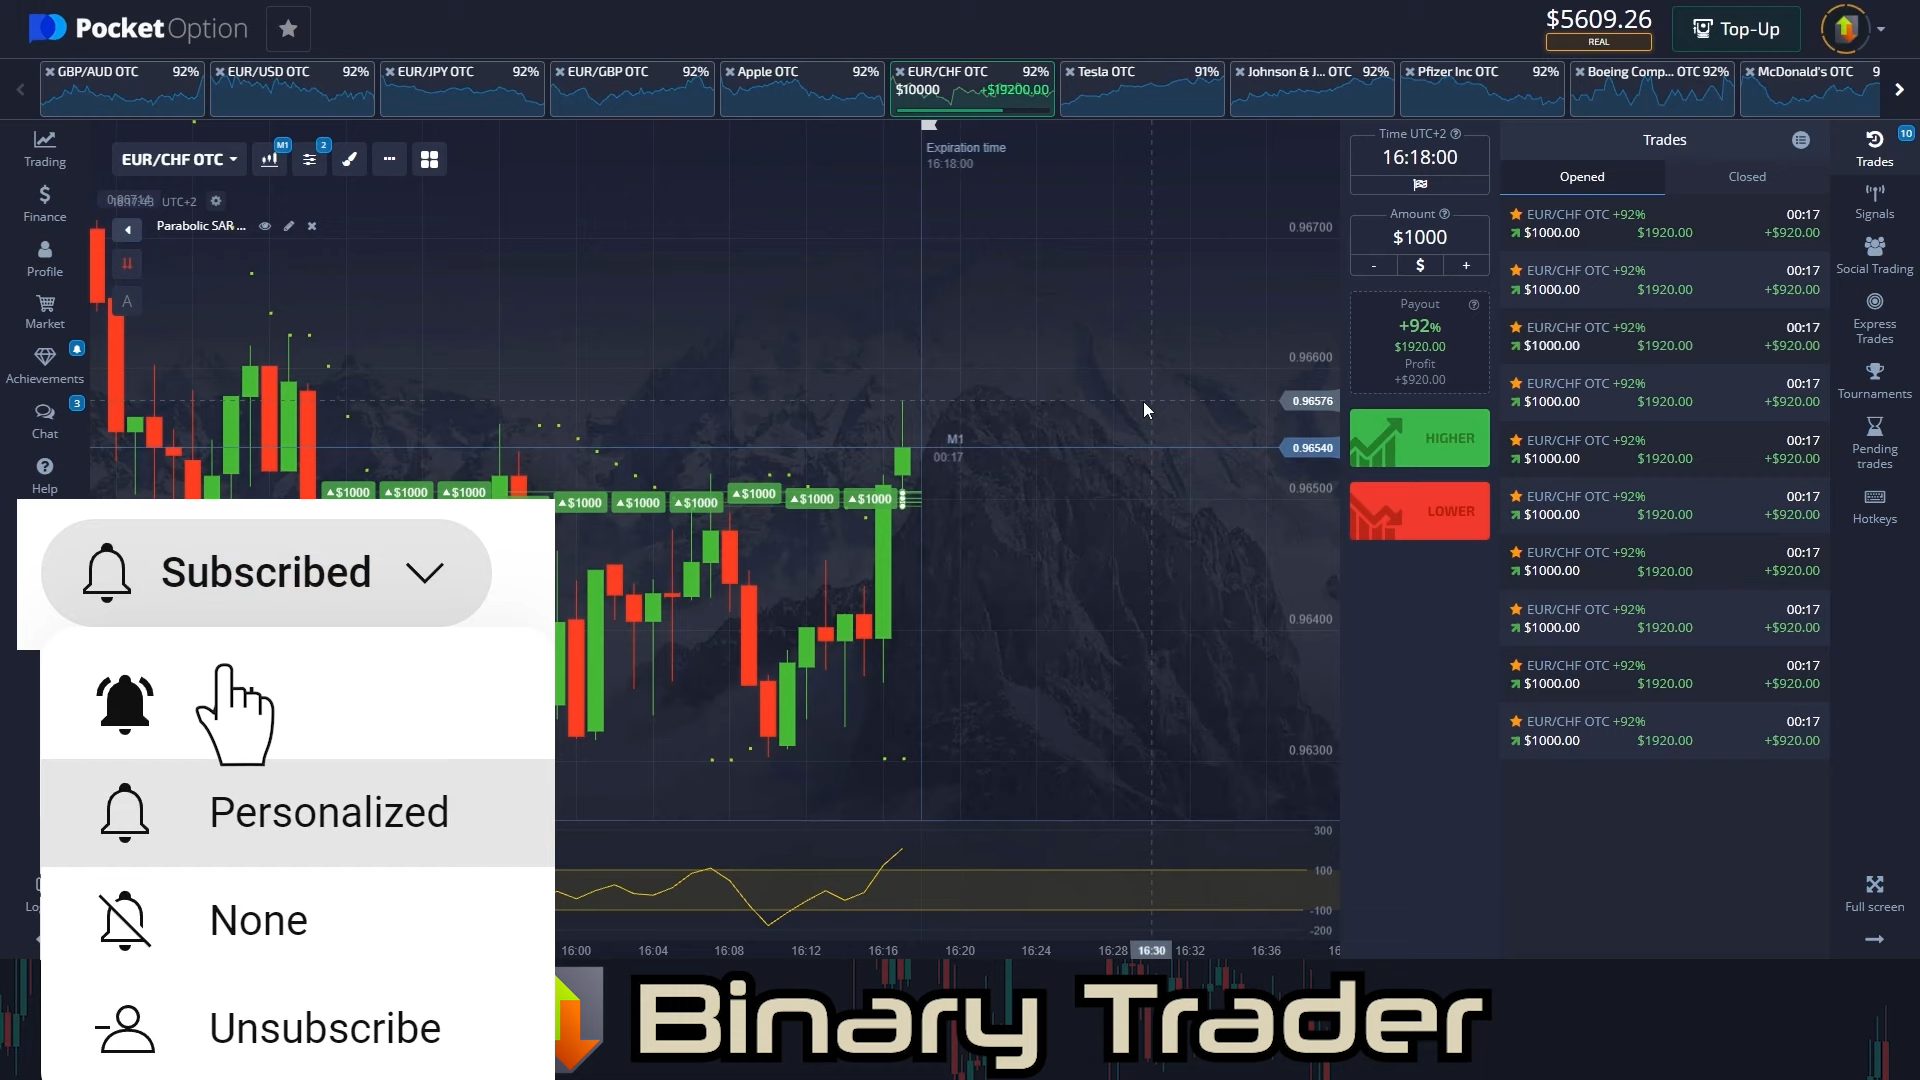 PocketOption
$5609.26
REAL
Top-Up
GBP/AUD OTC 92%
EUR/USD OTC 92%
EUR/JPY OTC 92%
EUR/GBP OTC 92%
Apple OTC 92%
EUR/CHF OTC 92%
$10000 +$19200.00
Tesla OTC 91%
Johnson & J... OTC 92%
Pfizer Inc OTC 92%
Boeing Comp... OTC 92%
McDonald's OTC 9
Trading
Finance
Profile
Market
Achievements
3
Chat
Help
EUR/CHF OTC
M1
2
UTC+2
Parabolic SAR ...
A
Expiration time
16:18:00
M1
00:17
0.96700
0.96600
0.96576
0.96540
0.96500
0.96400
0.96300
$1000 $1000 $1000 $1000 $1000 $1000 $1000 $1000 $1000
300
100
-100
-200
16:00 16:04 16:08 16:12 16:16 16:20 16:24 16:28 16:30 16:32 16:36 16
Time UTC+2
16:18:00
Amount
$1000
- $ +
Payout
+92%
$1920.00
Profit
+$920.00
HIGHER
LOWER
Trades
Opened Closed
EUR/CHF OTC +92% 00:17
$1000.00 $1920.00 +$920.00
EUR/CHF OTC +92% 00:17
$1000.00 $1920.00 +$920.00
EUR/CHF OTC +92% 00:17
$1000.00 $1920.00 +$920.00
EUR/CHF OTC +92% 00:17
$1000.00 $1920.00 +$920.00
EUR/CHF OTC +92% 00:17
$1000.00 $1920.00 +$920.00
EUR/CHF OTC +92% 00:17
$1000.00 $1920.00 +$920.00
EUR/CHF OTC +92% 00:17
$1000.00 $1920.00 +$920.00
EUR/CHF OTC +92% 00:17
$1000.00 $1920.00 +$920.00
EUR/CHF OTC +92% 00:17
$1000.00 $1920.00 +$920.00
EUR/CHF OTC +92% 00:17
$1000.00 $1920.00 +$920.00
10
Trades
Signals
Social Trading
Express
Trades
Tournaments
Pending
trades
Hotkeys
Full screen
Subscribed
Personalized
None
Unsubscribe
Binary Trader